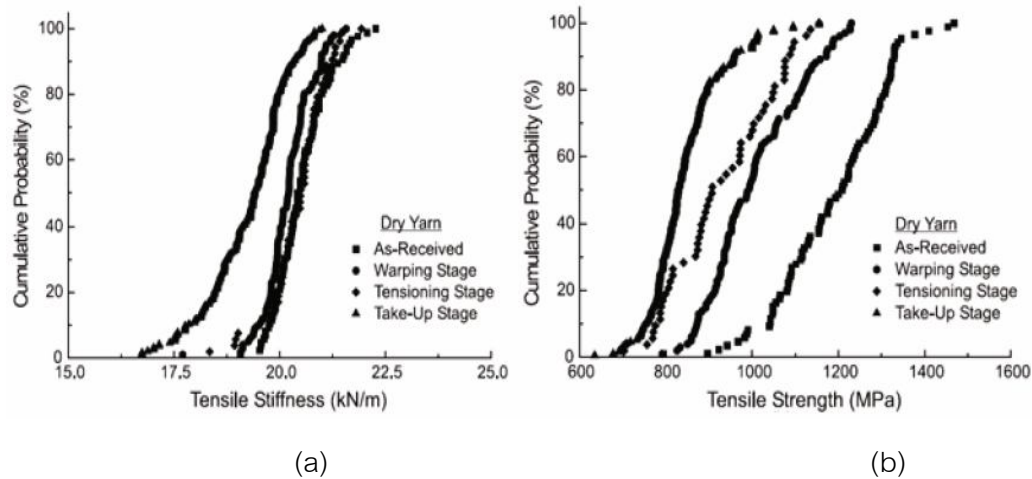 100
80
60
40
20
0
Cumulative Probability (%)
Dry Yarn
As-Received
Warping Stage
Tensioning Stage
Take-Up Stage
15.0 17.5 20.0 22.5 25.0
Tensile Stiffness (kN/m)
(a)
100
80
60
40
20
0
Cumulative Probability (%)
Dry Yarn
As-Received
Warping Stage
Tensioning Stage
Take-Up Stage
600 800 1000 1200 1400 1600
Tensile Strength (MPa)
(b)